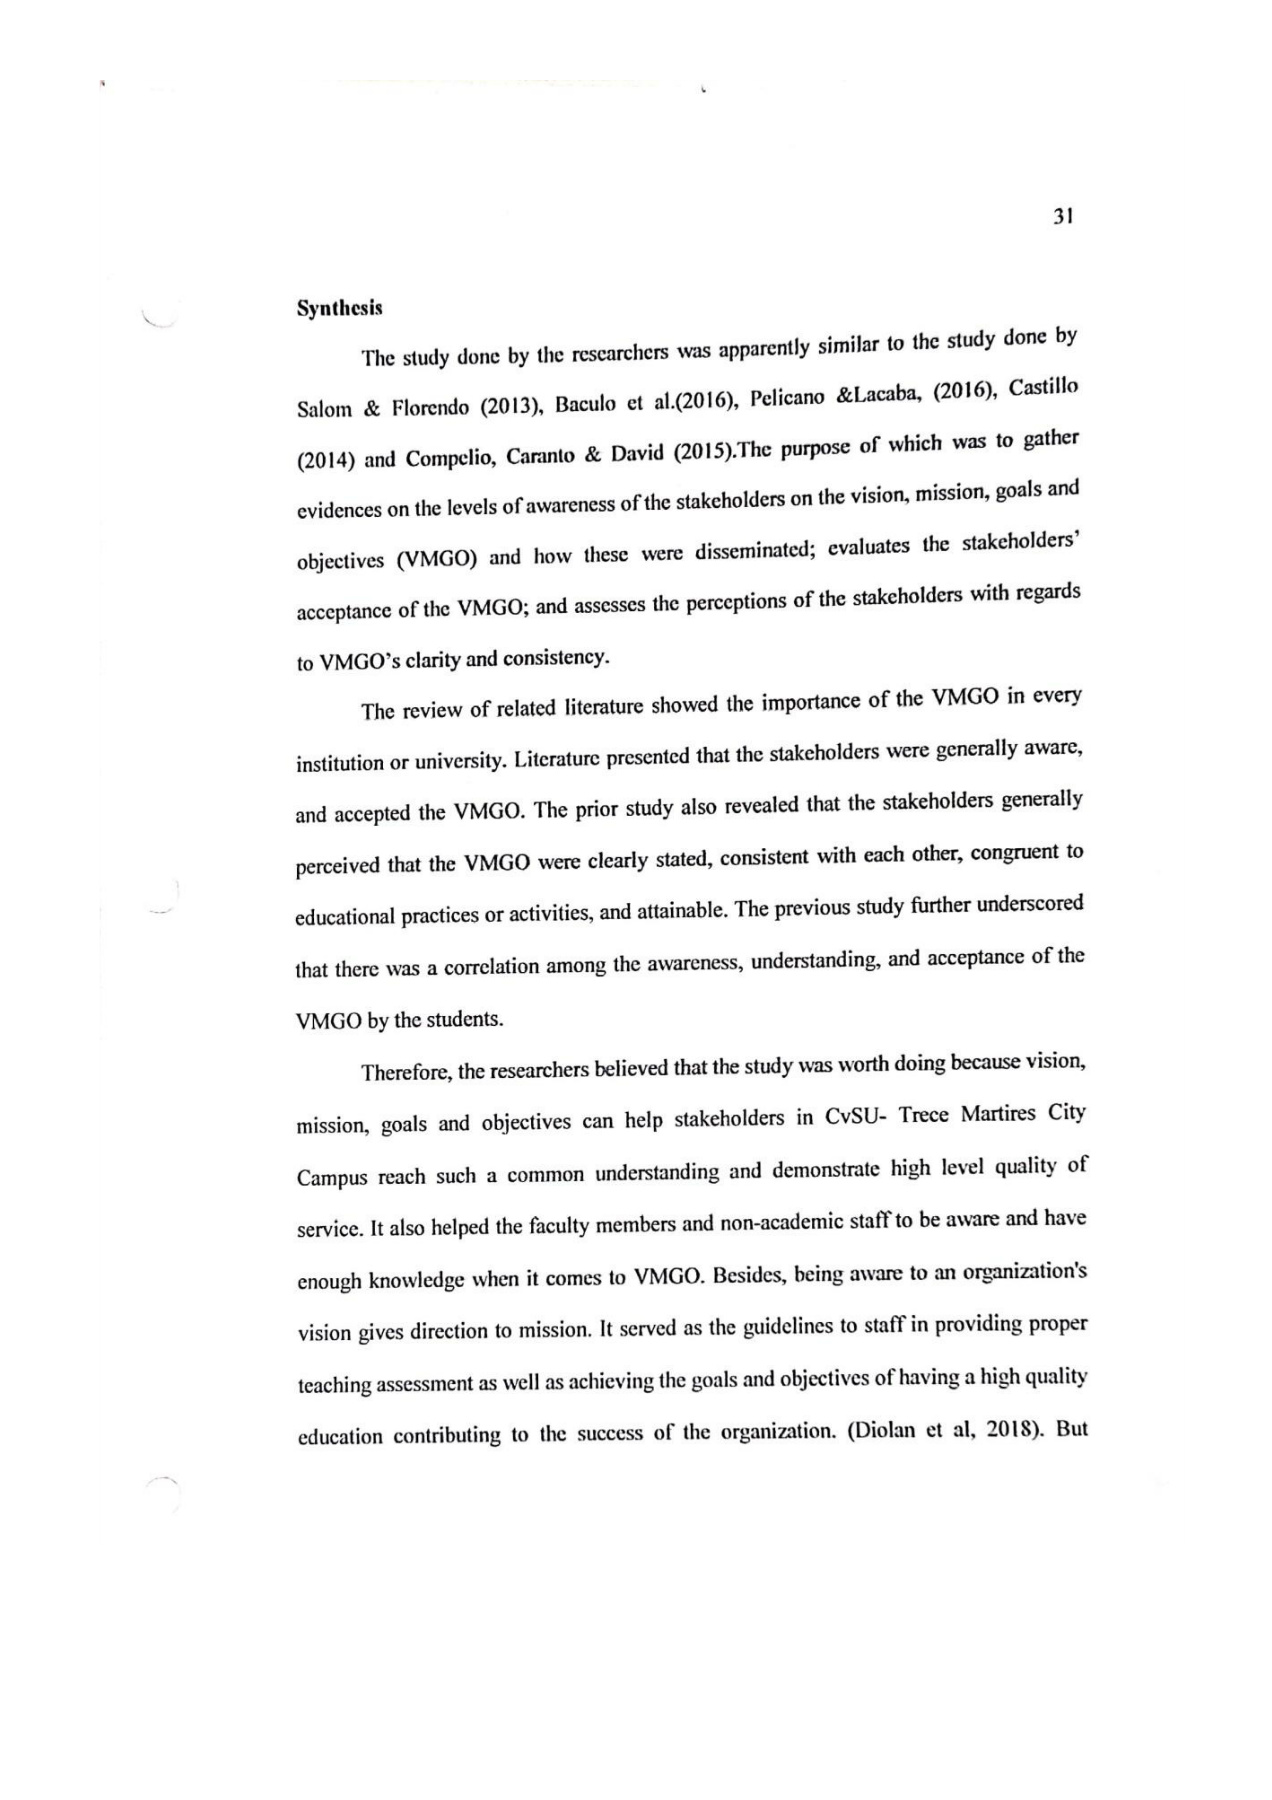 31
Synthesis
The study done by the researchers was apparently similar to the study done by
Salom & Florendo (2013), Baculo et al.(2016), Pelicano &Lacaba, (2016), Castillo
(2014) and Compelio, Caranto & David (2015).The purpose of which was to gather
evidences on the levels of awareness of the stakeholders on the vision, mission, goals and
objectives (VMGO) and how these were disseminated; evaluates the stakeholders’
acceptance of the VMGO; and assesses the perceptions of the stakeholders with regards
to VMGO’s clarity and consistency.
The review of related literature showed the importance of the VMGO in every
institution or university. Literature presented that the stakeholders were generally aware,
and accepted the VMGO. The prior study also revealed that the stakeholders generally
perceived that the VMGO were clearly stated, consistent with each other, congruent to
educational practices or activities, and attainable. The previous study further underscored
that there was a correlation among the awareness, understanding, and acceptance of the
VMGO by the students.
Therefore, the researchers believed that the study was worth doing because vision,
mission, goals and objectives can help stakeholders in CvSU- Trece Martires City
Campus reach such a common understanding and demonstrate high level quality of
service. It also helped the faculty members and non-academic staff to be aware and have
enough knowledge when it comes to VMGO. Besides, being aware to an organization's
vision gives direction to mission. It served as the guidelines to staff in providing proper
teaching assessment as well as achieving the goals and objectives of having a high quality
education contributing to the success of the organization. (Diolan et al, 2018). But